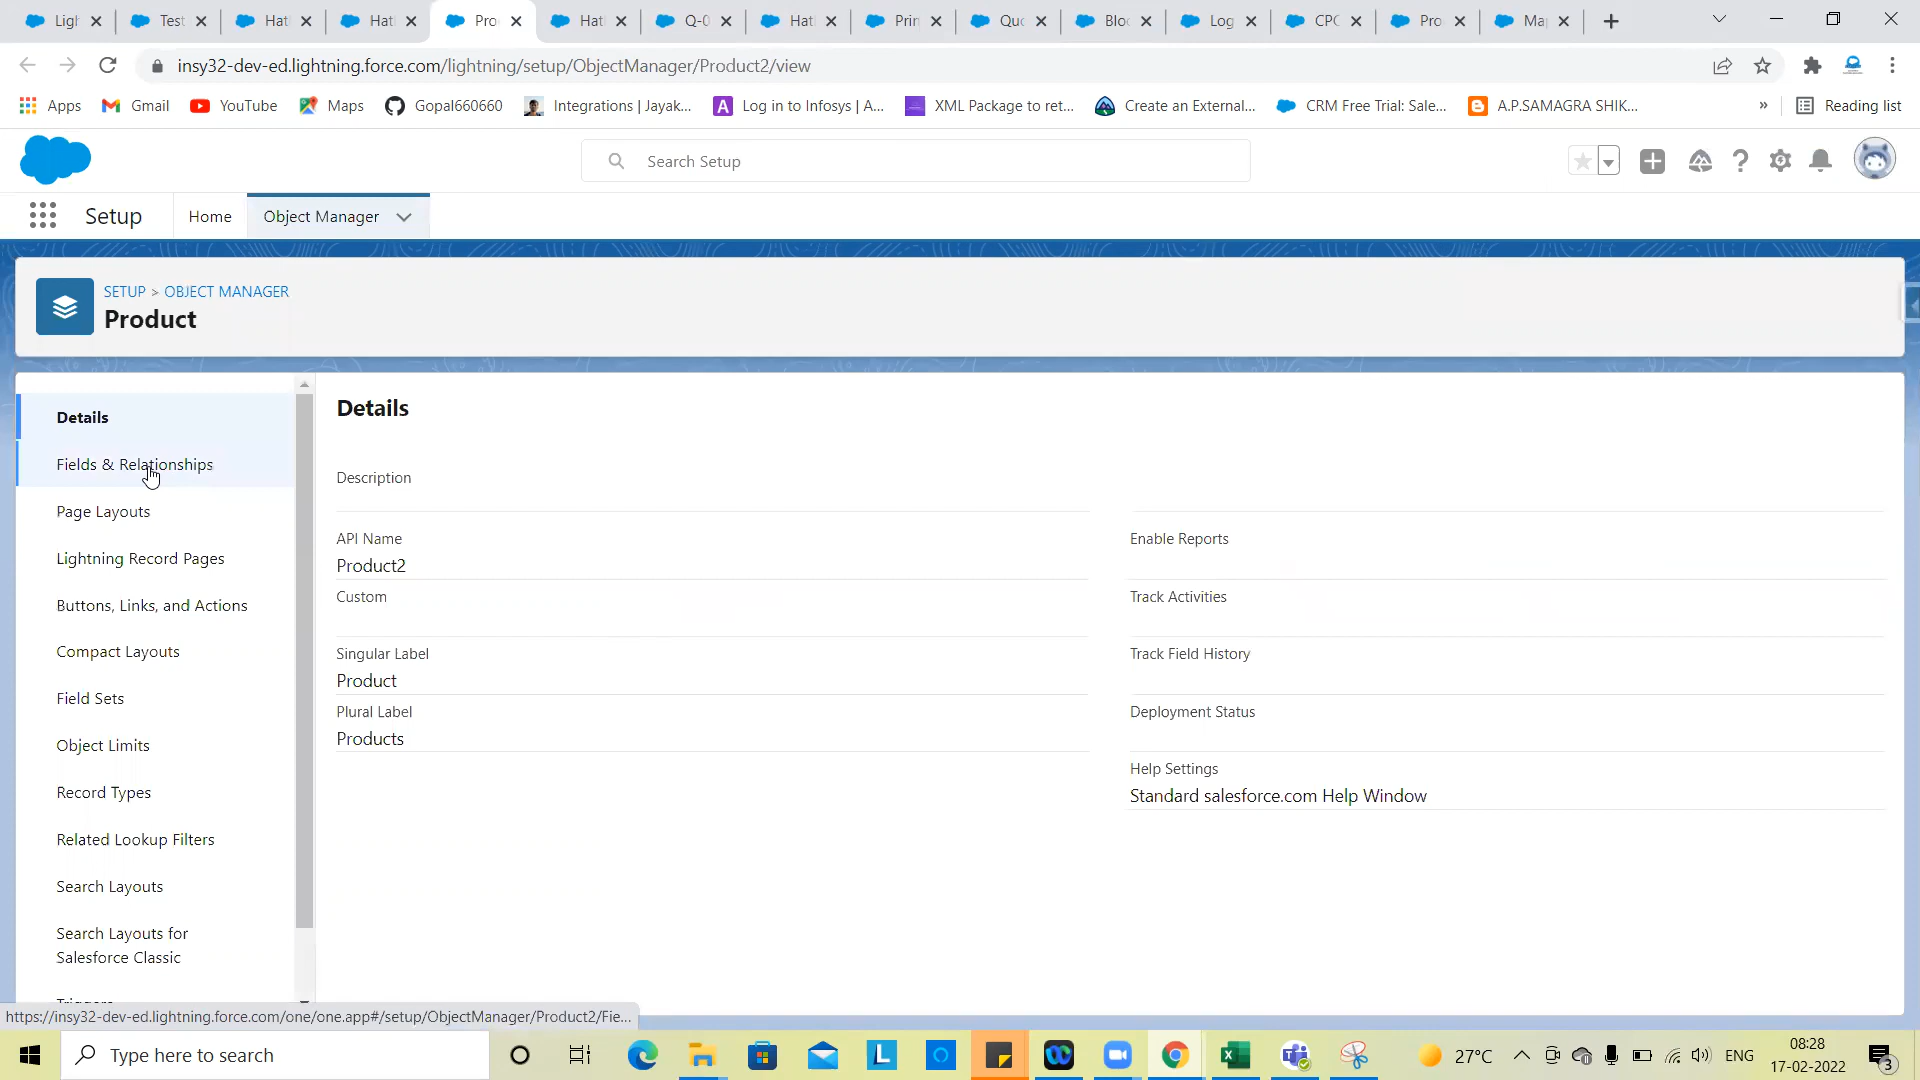 Ligh
Test
Hatl
Hatl
Pro
Hatl
Q-0
Hatl
Prin
Quo
Bloc
Log
CPC
Pro
Ma
insy32-dev-ed.lightning.force.com/lightning/setup/ObjectManager/Product2/view
Apps
Gmail
YouTube
Maps
Gopal660060
Integrations | Jayak...
Log in to Infosys | A...
XML Package to ret...
Create an External...
CRM Free Trial: Sale...
A.P.SAMAGRA SHIK...
»
Reading list
Search Setup
Setup
Home
Object Manager
SETUP > OBJECT MANAGER
Product
Details
Fields & Relationships
Page Layouts
Lightning Record Pages
Buttons, Links, and Actions
Compact Layouts
Field Sets
Object Limits
Record Types
Related Lookup Filters
Search Layouts
Search Layouts for
Salesforce Classic
Triggers
Details
Description
API Name
Product2
Custom
Singular Label
Product
Plural Label
Products
Enable Reports
Track Activities
Track Field History
Deployment Status
Help Settings
Standard salesforce.com Help Window
https://insy32-dev-ed.lightning.force.com/one/one.app#/setup/ObjectManager/Product2/Fie...
Type here to search
27°C
ENG
08:28
17-02-2022
3